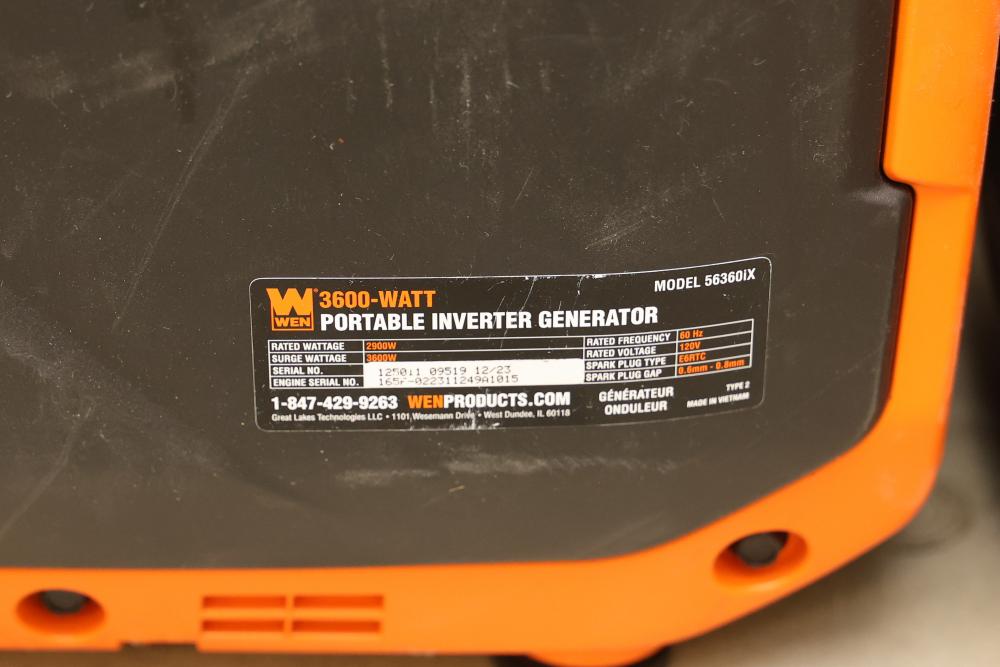 WEN
3600-WATT
MODEL 56360iX
PORTABLE INVERTER GENERATOR
RATED WATTAGE 2900W
SURGE WATTAGE 3600W
SERIAL NO. 125011 09519 12/23
ENGINE SERIAL NO. 165F-022311249A1015
RATED FREQUENCY 60 Hz
RATED VOLTAGE 120V
SPARK PLUG TYPE E6RTC
SPARK PLUG GAP 0.6mm - 0.8mm
1-847-429-9263 WENPRODUCTS.COM
Great Lakes Technologies LLC • 1101 Wesemann Drive • West Dundee, IL 60118
GÉNÉRATEUR
ONDULEUR
TYPE 2
MADE IN VIETNAM